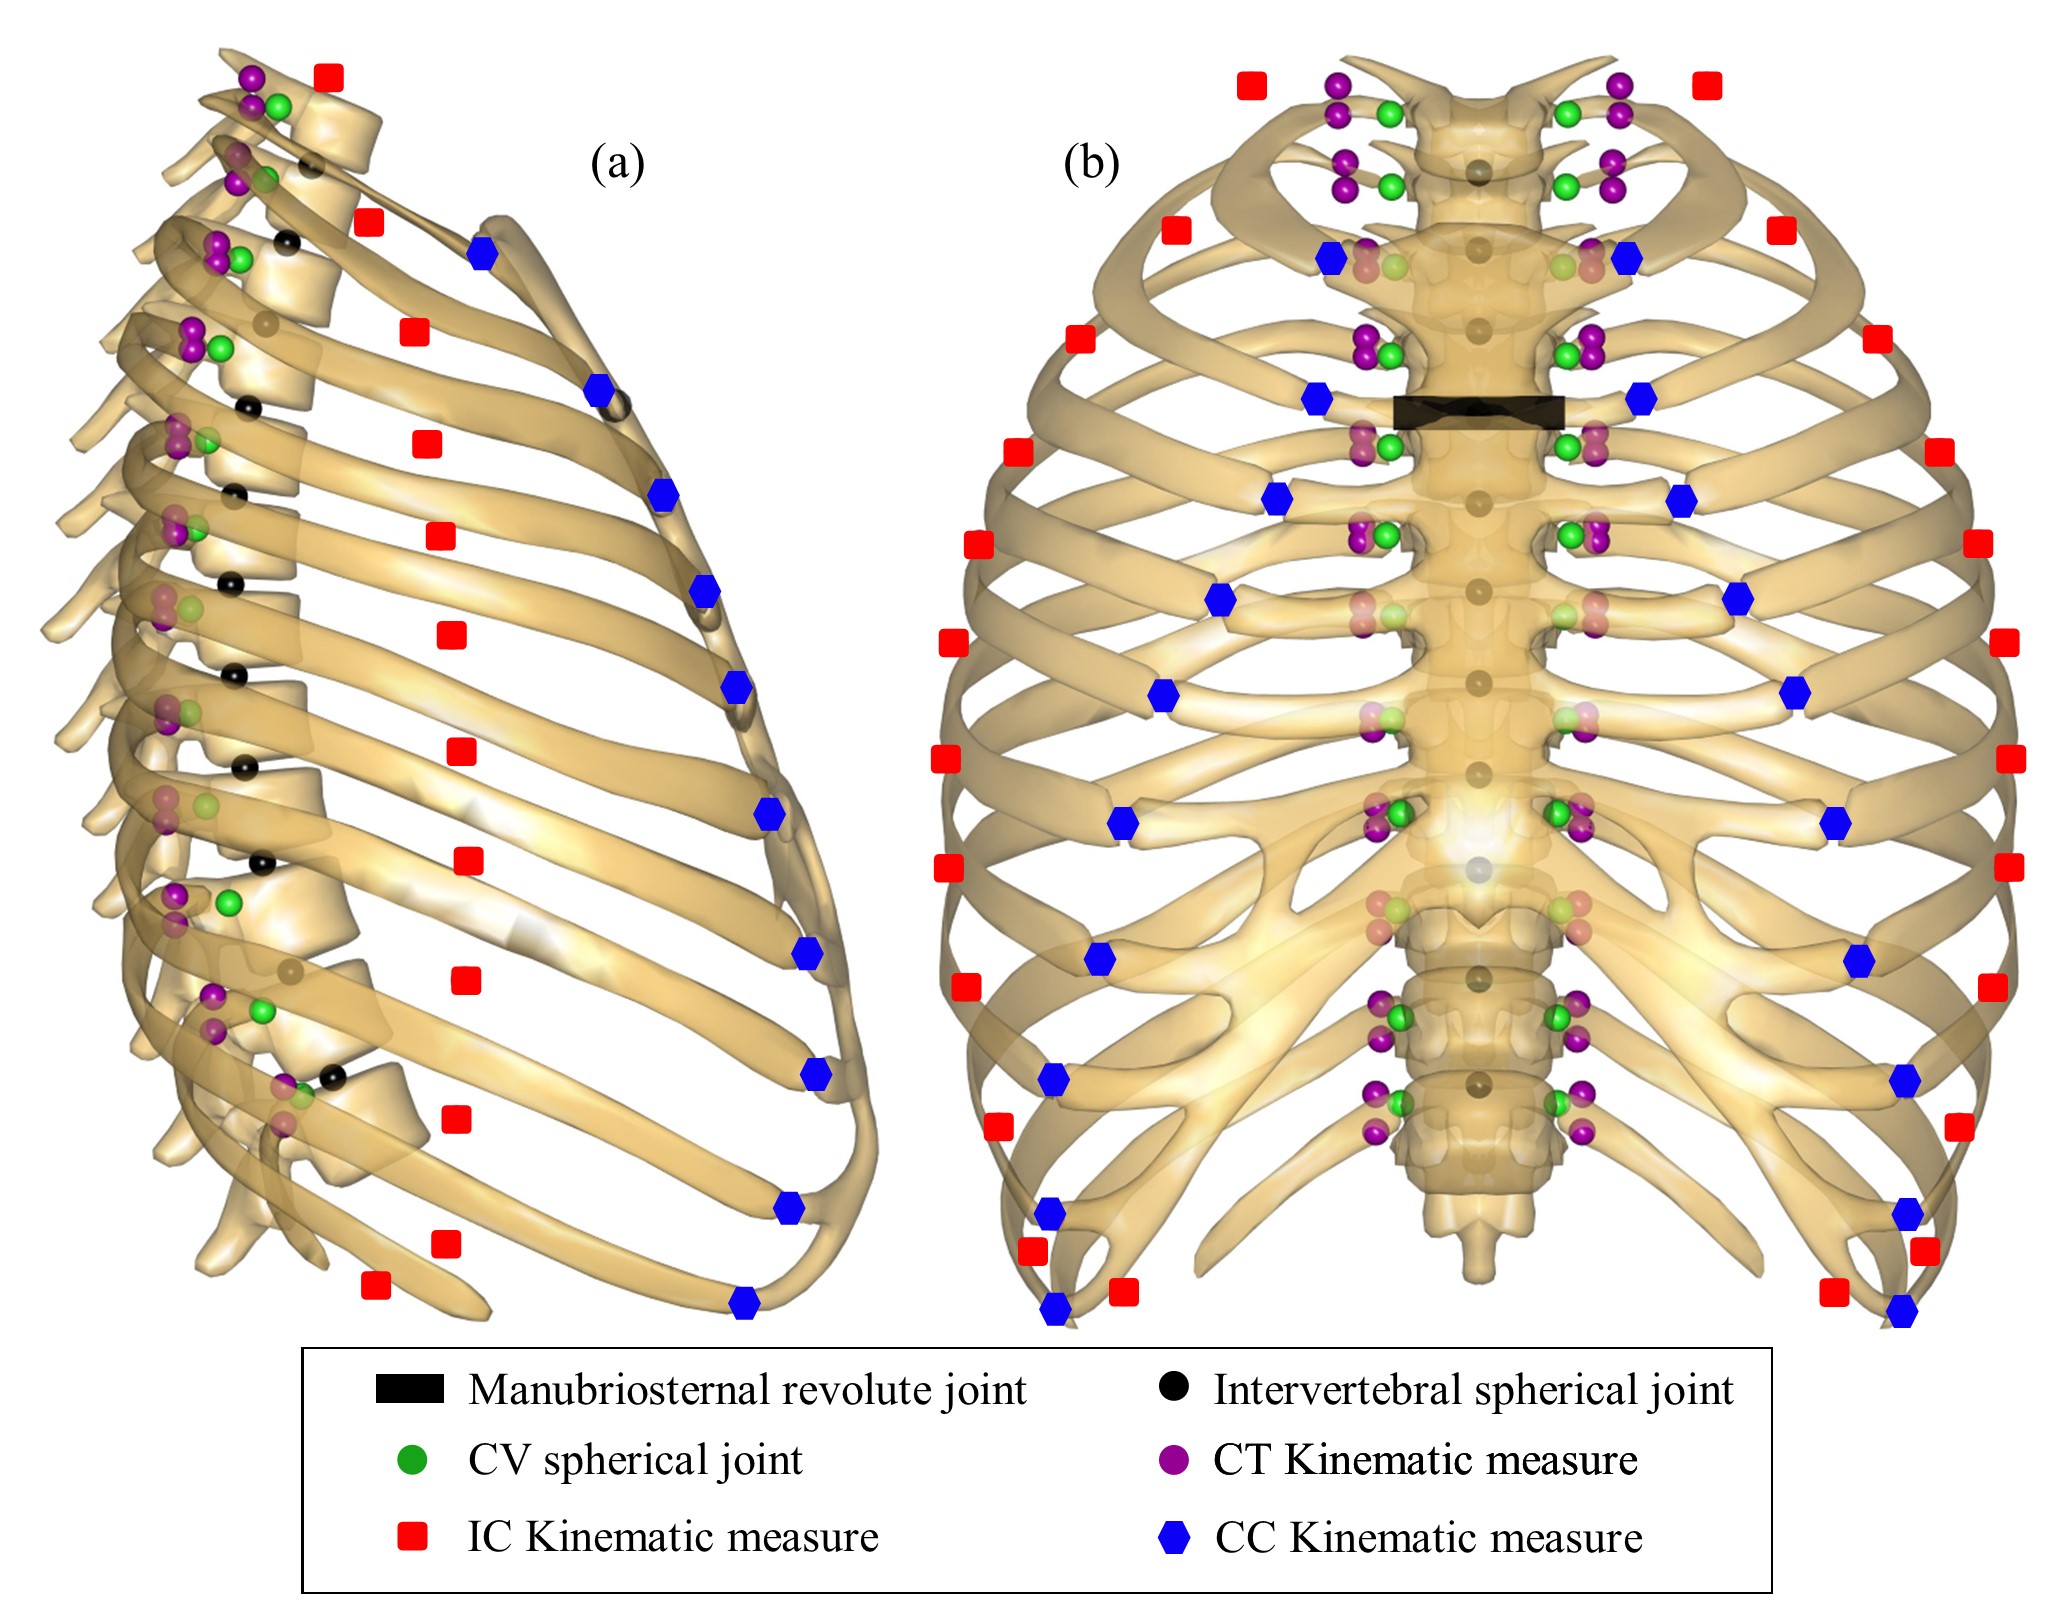 (a)
(b)
Manubriosternal revolute joint
Intervertebral spherical joint
CV spherical joint
CT Kinematic measure
IC Kinematic measure
CC Kinematic measure